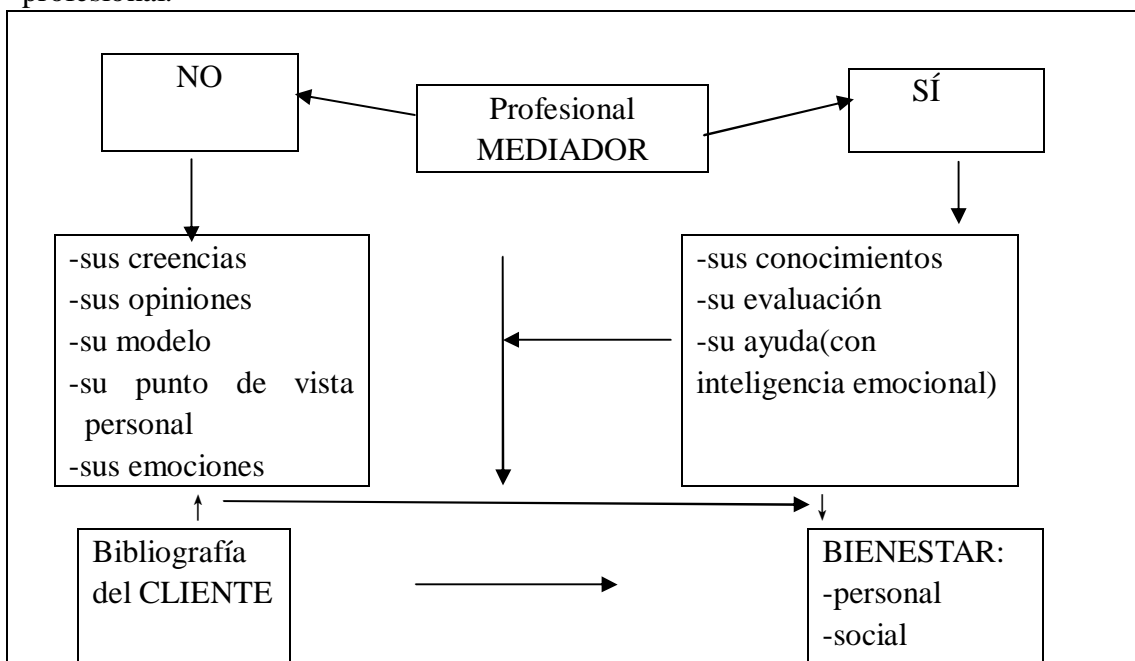 profesional.
NO
Profesional
MEDIADOR
SÍ
-sus creencias
-sus opiniones
-su modelo
-su punto de vista
personal
-sus emociones
-sus conocimientos
-su evaluación
-su ayuda(con
inteligencia emocional)
Bibliografía
del CLIENTE
BIENESTAR:
-personal
-social